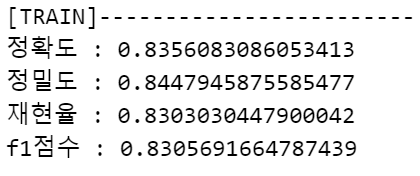 [TRAIN]------------------------
정확도 : 0.8356083086053413
정밀도 : 0.8447945875585477
재현율 : 0.8303030447900042
f1점수 : 0.8305691664787439